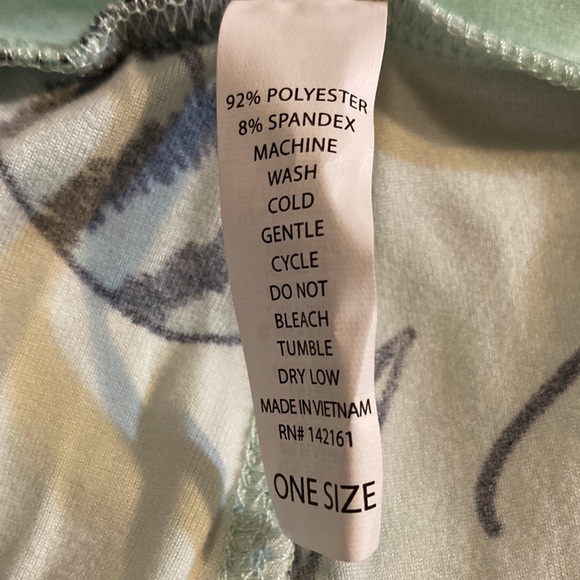 92% POLYESTER
8% SPANDEX
MACHINE
WASH
COLD
GENTLE
CYCLE
DO NOT
BLEACH
TUMBLE
DRY LOW
MADE IN VIETNAM
RN# 142161
ONE SIZE